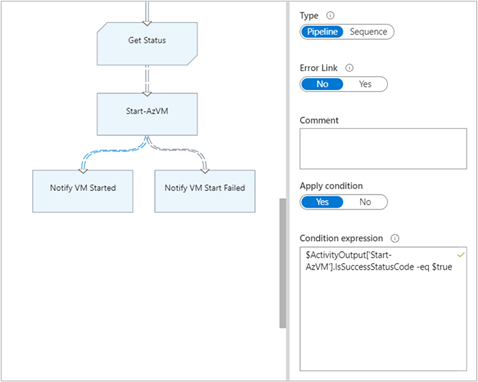 Get Status
Start-AzVM
Notify VM Started
Notify VM Start Failed
Type
Pipeline
Sequence
Error Link
No
Yes
Comment
Apply condition
Yes
No
Condition expression
$ActivityOutput['Start-
AzVM'].IsSuccessStatusCode -eq $true